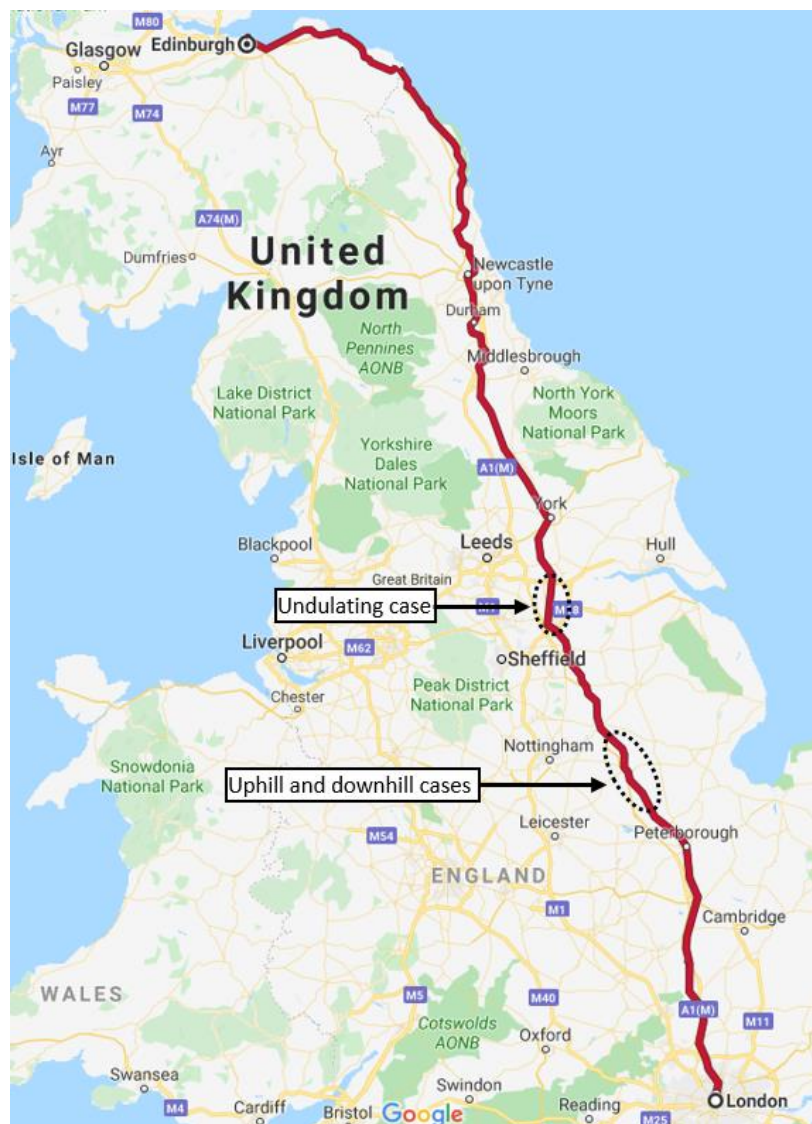 M80
Edinburgh
Glasgow
Paisley
M77
M74
Ayr
A74(M)
Dumfries
United
Kingdom
Newcastle
upon Tyne
Durham
North
Pennines
AONB
Middlesbrough
Lake District
National Park
North York
Moors
National Park
Isle of Man
Yorkshire
Dales
National Park
A1(M)
York
Blackpool
Leeds
Hull
Great Britain
Undulating case
Liverpool
M62
Sheffield
Chester
Peak District
National Park
Snowdonia
National Park
Nottingham
Uphill and downhill cases
Leicester
Peterborough
M54
ENGLAND
M1
Cambridge
WALES
M5
M40
A1(M)
M11
Cotswolds
AONB
Oxford
Swansea
M4
Cardiff
Bristol
Google
Swindon
Reading
M25
London